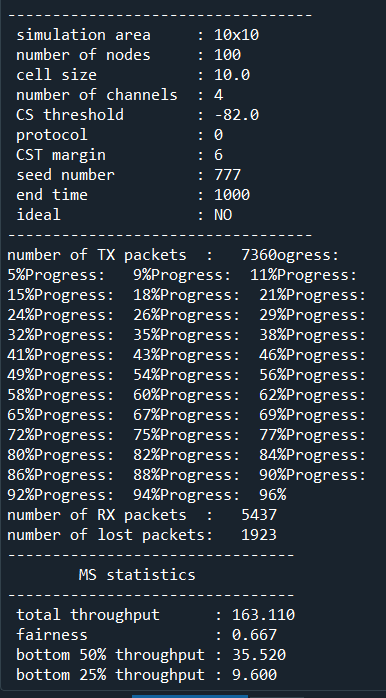 ---------------------------------
simulation area     : 10x10
number of nodes     : 100
cell size           : 10.0
number of channels  : 4
CS threshold        : -82.0
protocol            : 0
CST margin          : 6
seed number         : 777
end time            : 1000
ideal               : NO
---------------------------------
number of TX packets  :   7360ogress:
5%Progress:   9%Progress:  11%Progress:
15%Progress:  18%Progress:  21%Progress:
24%Progress:  26%Progress:  29%Progress:
32%Progress:  35%Progress:  38%Progress:
41%Progress:  43%Progress:  46%Progress:
49%Progress:  54%Progress:  56%Progress:
58%Progress:  60%Progress:  62%Progress:
65%Progress:  67%Progress:  69%Progress:
72%Progress:  75%Progress:  77%Progress:
80%Progress:  82%Progress:  84%Progress:
86%Progress:  88%Progress:  90%Progress:
92%Progress:  94%Progress:  96%
number of RX packets  :   5437
number of lost packets:   1923
-------------------------------
MS statistics
-------------------------------
total throughput      : 163.110
fairness              : 0.667
bottom 50% throughput : 35.520
bottom 25% throughput : 9.600